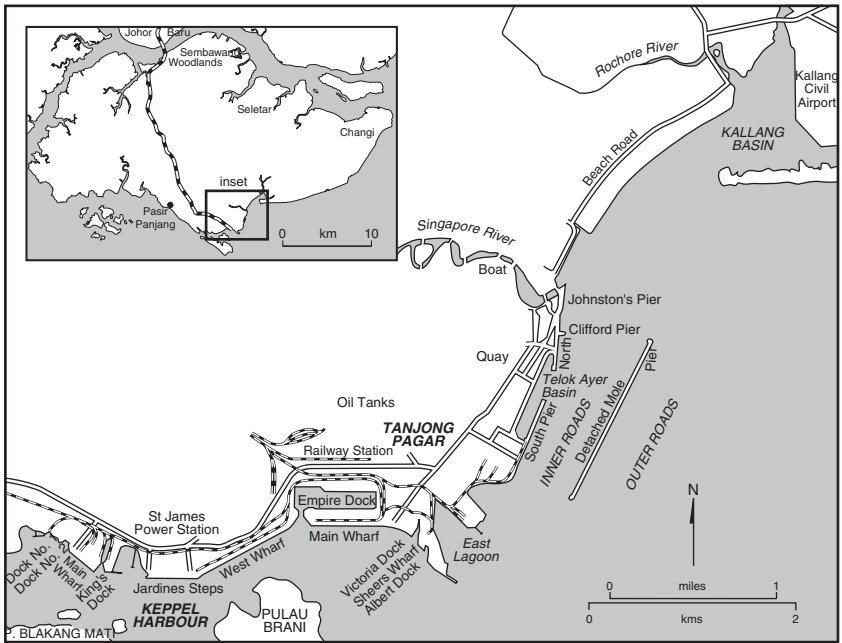 Johor Baru
Sembawang
Woodlands
Seletar
Changi
inset
Pasir
Panjang
0 km 10
Rochore River
Kallang
Civil
Airport
KALLANG
BASIN
Beach Road
Singapore River
Boat
Quay
Johnston's Pier
Clifford Pier
North
Pier
Telok Ayer
Basin
South Pier
INNER ROADS
Detached Mole
OUTER ROADS
Oil Tanks
TANJONG
PAGAR
Railway Station
Empire Dock
St James
Power Station
Main Wharf
West Wharf
East
Lagoon
Victoria Dock
Sheers Wharf
Albert Dock
Dock No. 1
Dock No. 2
Main
Wharf
King's
Dock
Jardines Steps
KEPPEL
HARBOUR
PULAU
BRANI
P. BLAKANG MATI
N
0 miles 1
0 kms 2